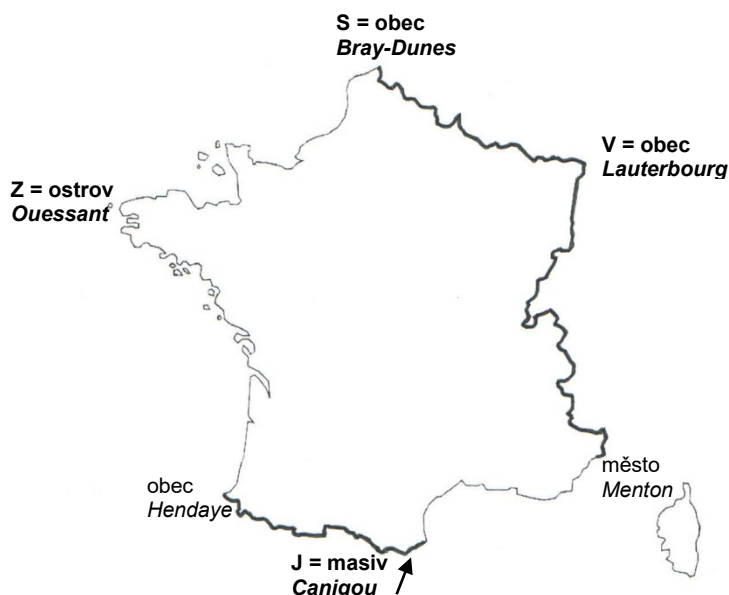 S = obec
Bray-Dunes
V = obec
Lauterbourg
Z = ostrov
Ouessant
město
Menton
obec
Hendaye
J = masiv
Canigou